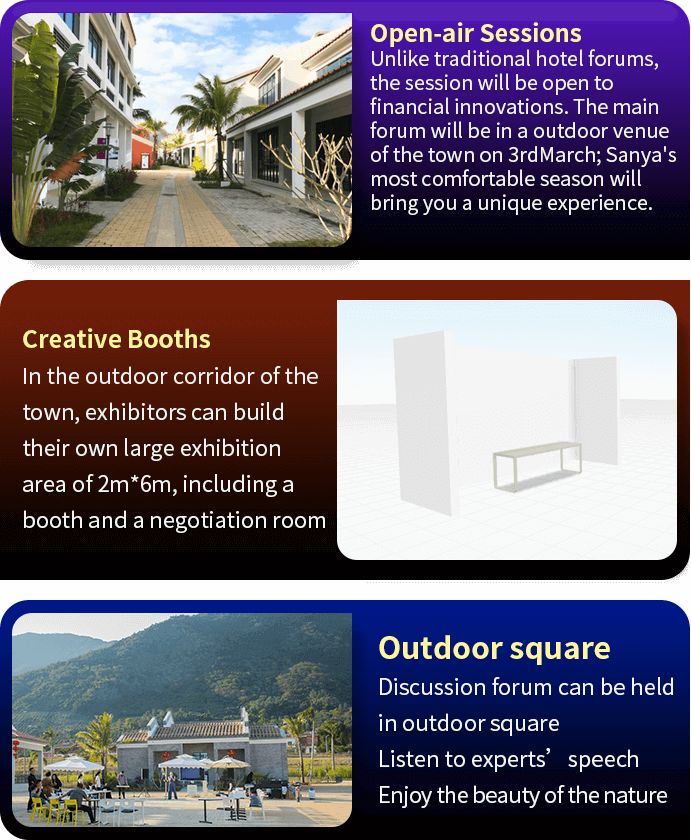 Open-air Sessions
Unlike traditional hotel forums,
the session will be open to
financial innovations. The main
forum will be in a outdoor venue
of the town on 3rdMarch; Sanya's
most comfortable season will
bring you a unique experience.
Creative Booths
In the outdoor corridor of the
town, exhibitors can build
their own large exhibition
area of 2m*6m, including a
booth and a negotiation room
Outdoor square
Discussion forum can be held
in outdoor square
Listen to experts’ speech
Enjoy the beauty of the nature